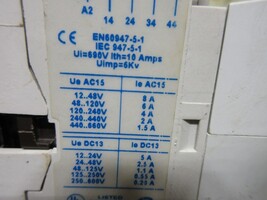 A2 14 24 34 44
CE EN60947-5-1
IEC 947-5-1
Ui=690V Ith=10 Amps
Uimp=6Kv
Ue AC15 Ie AC15
12..48V 8 A
48..120V 6 A
120..240V 4 A
240..440V 2 A
440..660V 1.5 A
Ue DC13 Ie DC13
12..24V 5 A
24..48V 2.5 A
48..125V 1.1 A
125..250V 0.55 A
250..600V
LISTED